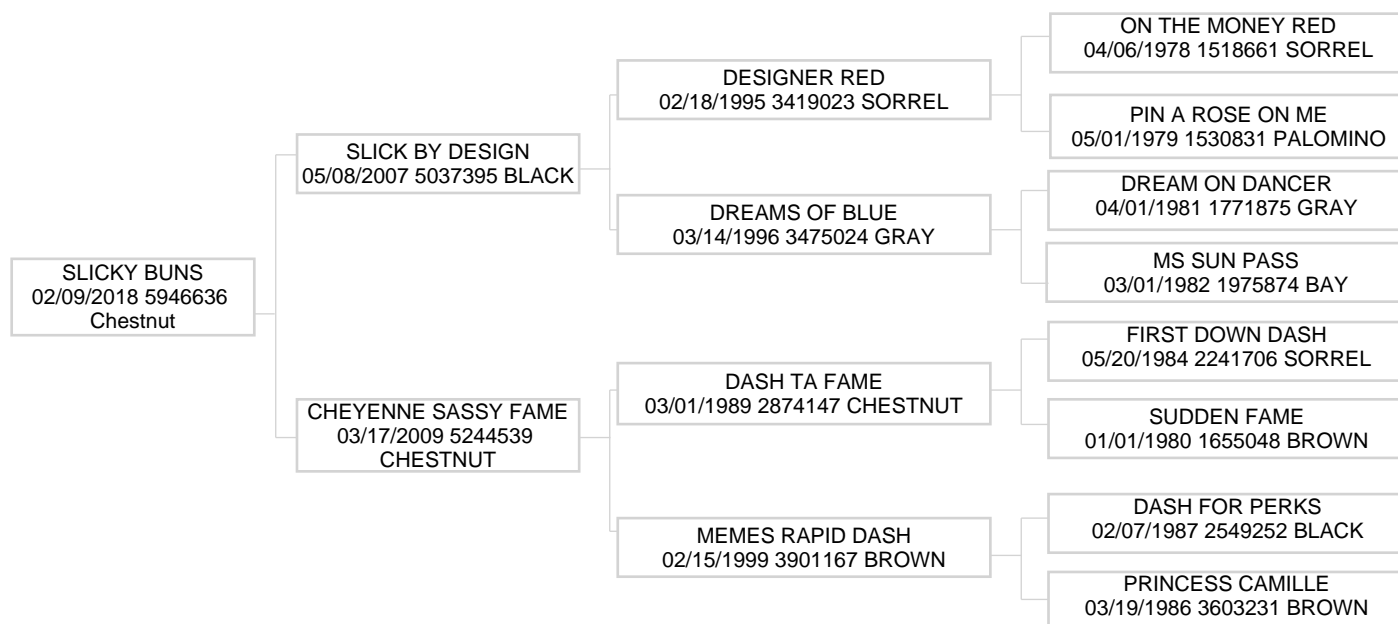 SLICKY BUNS
02/09/2018 5946636
Chestnut
SLICK BY DESIGN
05/08/2007 5037395 BLACK
CHEYENNE SASSY FAME
03/17/2009 5244539
CHESTNUT
DESIGNER RED
02/18/1995 3419023 SORREL
DREAMS OF BLUE
03/14/1996 3475024 GRAY
DASH TA FAME
03/01/1989 2874147 CHESTNUT
MEMES RAPID DASH
02/15/1999 3901167 BROWN
ON THE MONEY RED
04/06/1978 1518661 SORREL
PIN A ROSE ON ME
05/01/1979 1530831 PALOMINO
DREAM ON DANCER
04/01/1981 1771875 GRAY
MS SUN PASS
03/01/1982 1975874 BAY
FIRST DOWN DASH
05/20/1984 2241706 SORREL
SUDDEN FAME
01/01/1980 1655048 BROWN
DASH FOR PERKS
02/07/1987 2549252 BLACK
PRINCESS CAMILLE
03/19/1986 3603231 BROWN